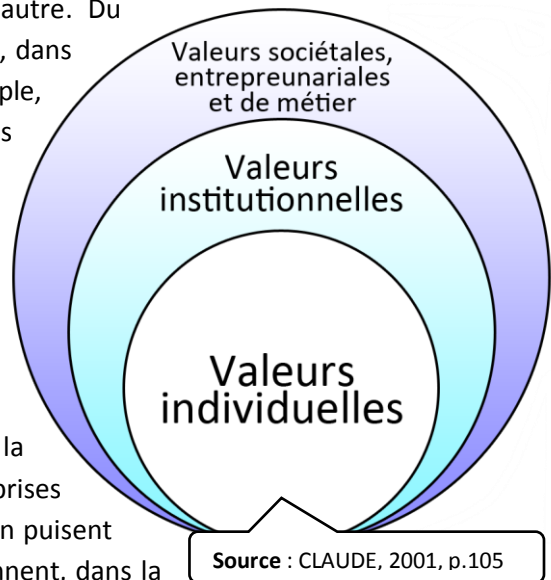 autre. Du
, dans
ple,
s
Valeurs sociétales,
entrepreunariales
et de métier
Valeurs
institutionnelles
Valeurs
individuelles
la
prises
n puisent
nnent, dans la
Source : CLAUDE, 2001, p.105